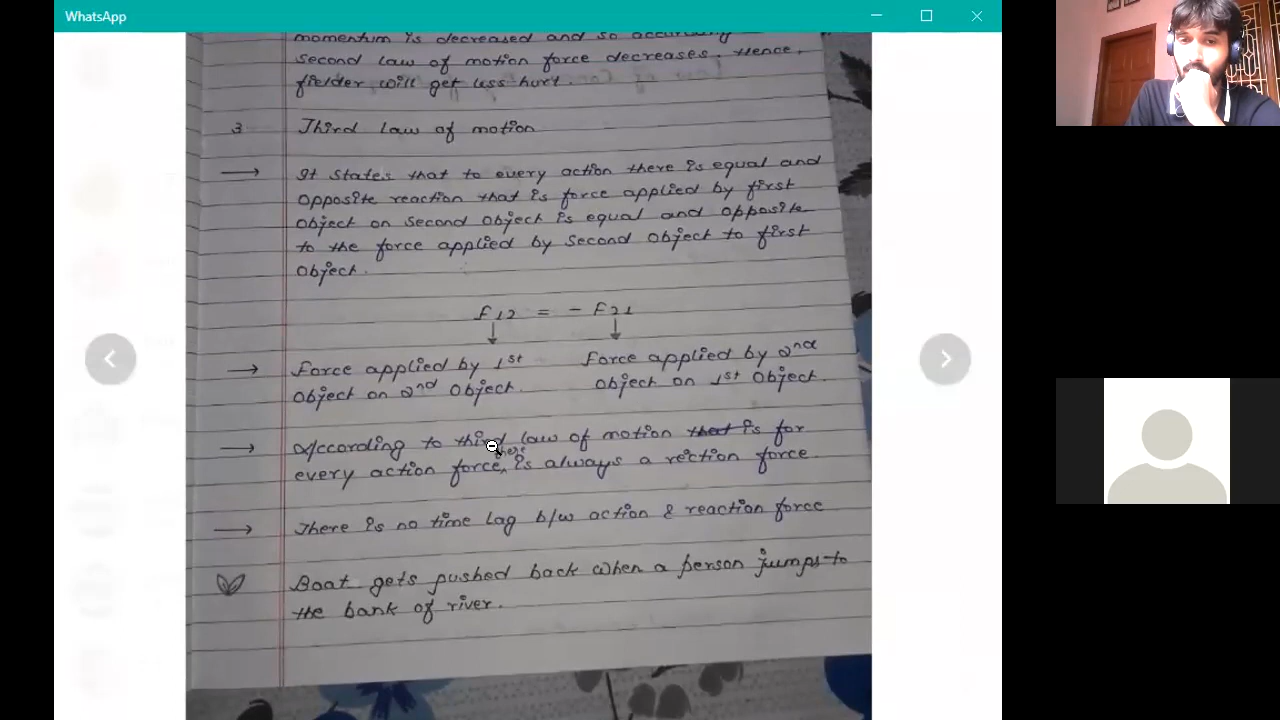 WhatsApp
momentum is decreased and so according
second law of motion force decreases. Hence,
fielder will get less hurt.
3 Third law of motion
→ It states that to every action there is equal and
opposite reaction that is force applied by first
object on second object is equal and opposite
to the force applied by second object to first
object.
F12 = - F21
↓ ↓
→ Force applied by 1st Force applied by 2nd
object on 2nd object. object on 1st object.
→ According to third law of motion that is for
there
every action force, is always a rection force.
→ There is no time lag b/w action & reaction force
Boat gets pushed back when a person jumps to
the bank of river.